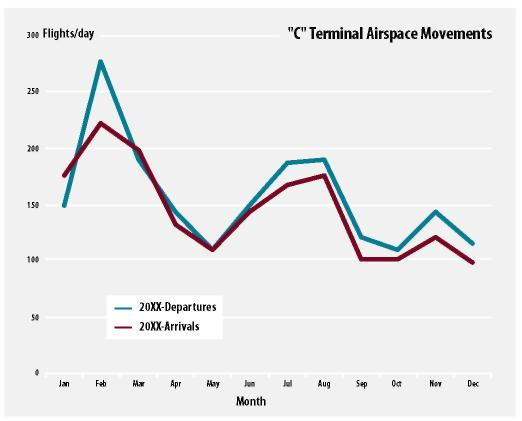 300 Flights/day
"C" Terminal Airspace Movements
250
200
150
100
50
20XX-Departures
20XX-Arrivals
0
Jan Feb Mar Apr May Jun Jul Aug Sep Oct Nov Dec
Month